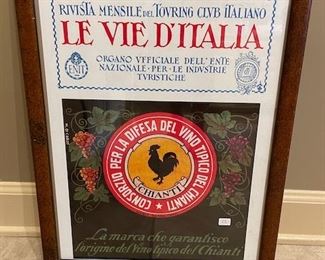 RIVISTA MENSILE DEL TOVRING CLVB ITALIANO
LE VIE D'ITALIA
ORGANO VFFICIALE DELL'ENTE
NAZIONALE · PER · LE INDVSTRIE
TVRISTICHE
ENIT
CONSORZIO PER LA DIFESA DEL VINO TIPICO DEL CHIANTI
CHIANTI
La marca che garantisce
l'origine del Vino Tipico del Chianti